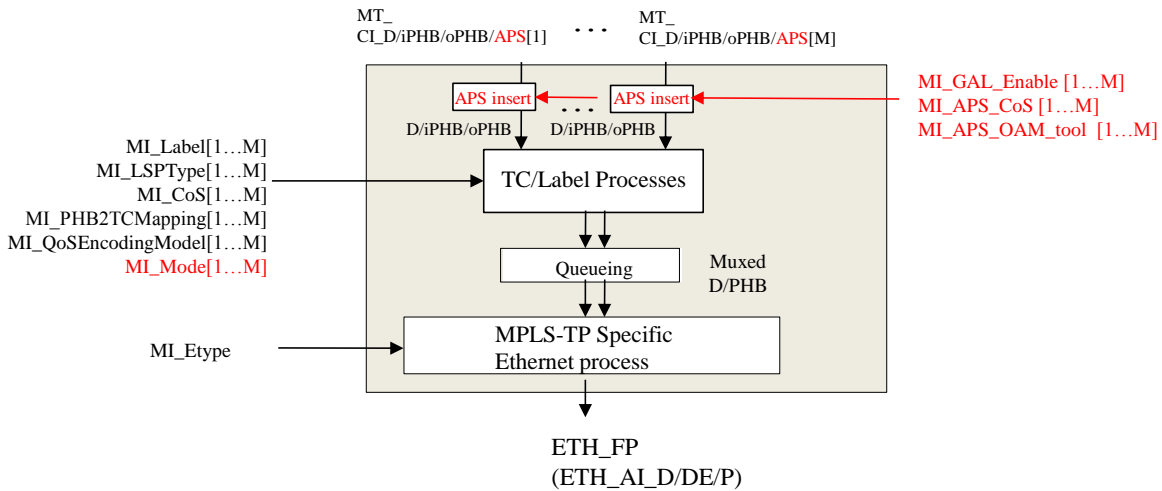 MT_
CI_D/iPHB/oPHB/APS[1]
. . .
MT_
CI_D/iPHB/oPHB/APS[M]
APS insert
APS insert
MI_GAL_Enable [1…M]
MI_APS_CoS [1…M]
MI_APS_OAM_tool [1…M]
. . .
D/iPHB/oPHB
D/iPHB/oPHB
MI_Label[1…M]
MI_LSPType[1…M]
MI_CoS[1…M]
MI_PHB2TCMapping[1…M]
MI_QoSEncodingModel[1…M]
MI_Mode[1…M]
TC/Label Processes
Queueing
Muxed
D/PHB
MI_Etype
MPLS-TP Specific
Ethernet process
ETH_FP
(ETH_AI_D/DE/P)